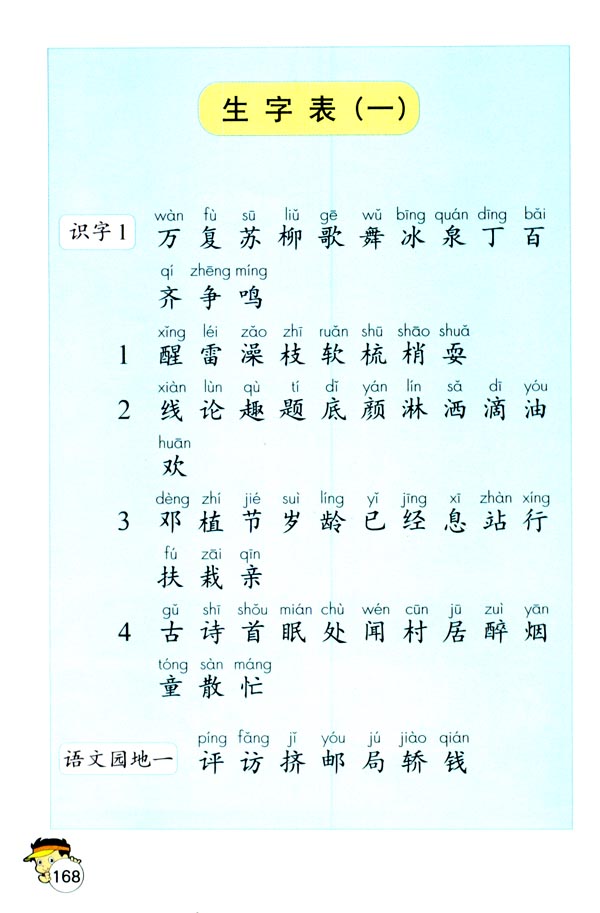 生字表（一）
wàn fù sū liǔ gē wǔ bīng quán dīng bǎi
识字1 万 复 苏 柳 歌 舞 冰 泉 丁 百
qí zhēng míng
齐 争 鸣
xǐng léi zǎo zhī ruǎn shū shāo shuǎ
1 醒 雷 澡 枝 软 梳 梢 耍
xiàn lùn qù tí dǐ yán lín sǎ dī yóu
2 线 论 趣 题 底 颜 淋 洒 滴 油
huān
欢
dèng zhí jié suì líng yǐ jīng xī zhàn xíng
3 邓 植 节 岁 龄 已 经 息 站 行
fú zāi qīn
扶 栽 亲
gǔ shī shǒu mián chù wén cūn jū zuì yān
4 古 诗 首 眠 处 闻 村 居 醉 烟
tóng sàn máng
童 散 忙
píng fǎng jǐ yóu jú jiào qián
语文园地一 评 访 挤 邮 局 轿 钱
168